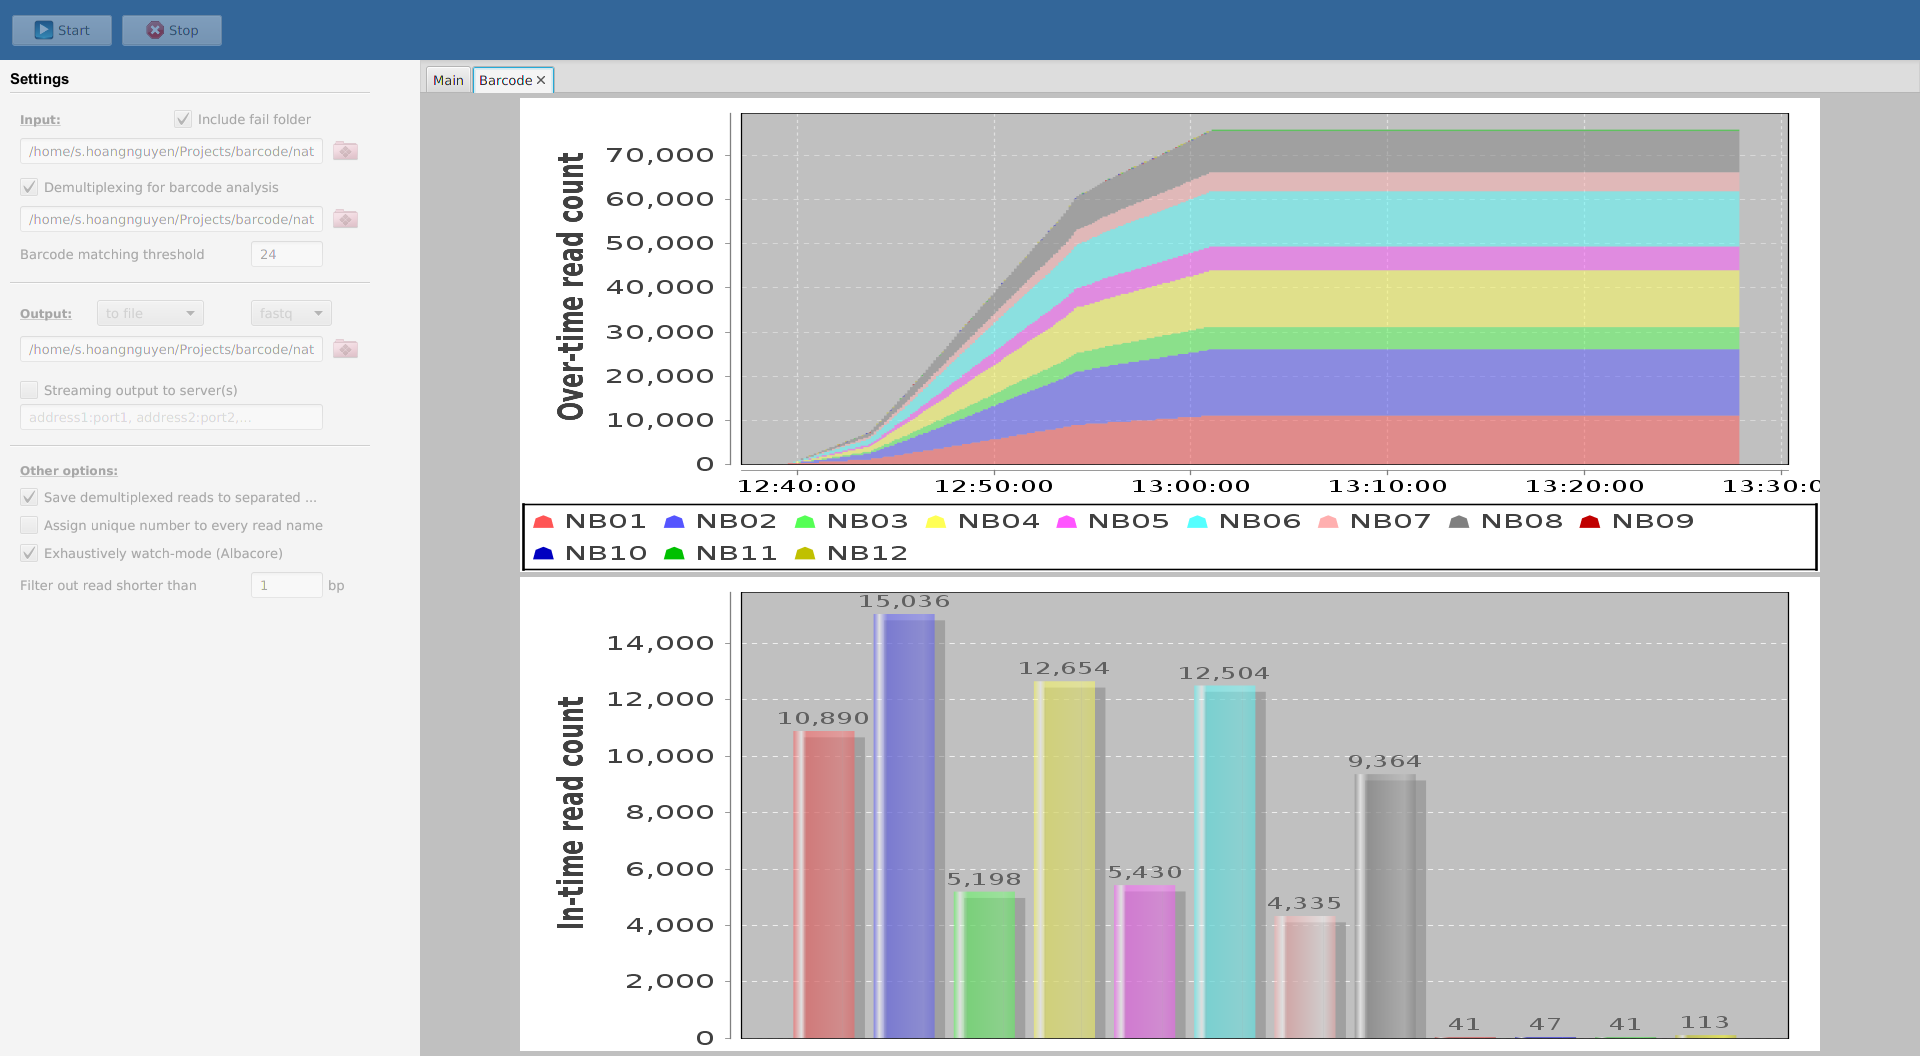 Start Stop
Settings
Input: Include fail folder
/home/s.hoangnguyen/Projects/barcode/nat
Demultiplexing for barcode analysis
/home/s.hoangnguyen/Projects/barcode/nat
Barcode matching threshold 24
Output: to file fastq
/home/s.hoangnguyen/Projects/barcode/nat
Streaming output to server(s)
address1:port1, address2:port2,...
Other options:
Save demultiplexed reads to separated ...
Assign unique number to every read name
Exhaustively watch-mode (Albacore)
Filter out read shorter than 1 bp
Main Barcode
Over-time read count
70,000
60,000
50,000
40,000
30,000
20,000
10,000
0
12:40:00 12:50:00 13:00:00 13:10:00 13:20:00 13:30:0
NB01 NB02 NB03 NB04 NB05 NB06 NB07 NB08 NB09
NB10 NB11 NB12
In-time read count
14,000
12,000
10,000
8,000
6,000
4,000
2,000
0
10,890 15,036 5,198 12,654 5,430 12,504 4,335 9,364 41 47 41 113